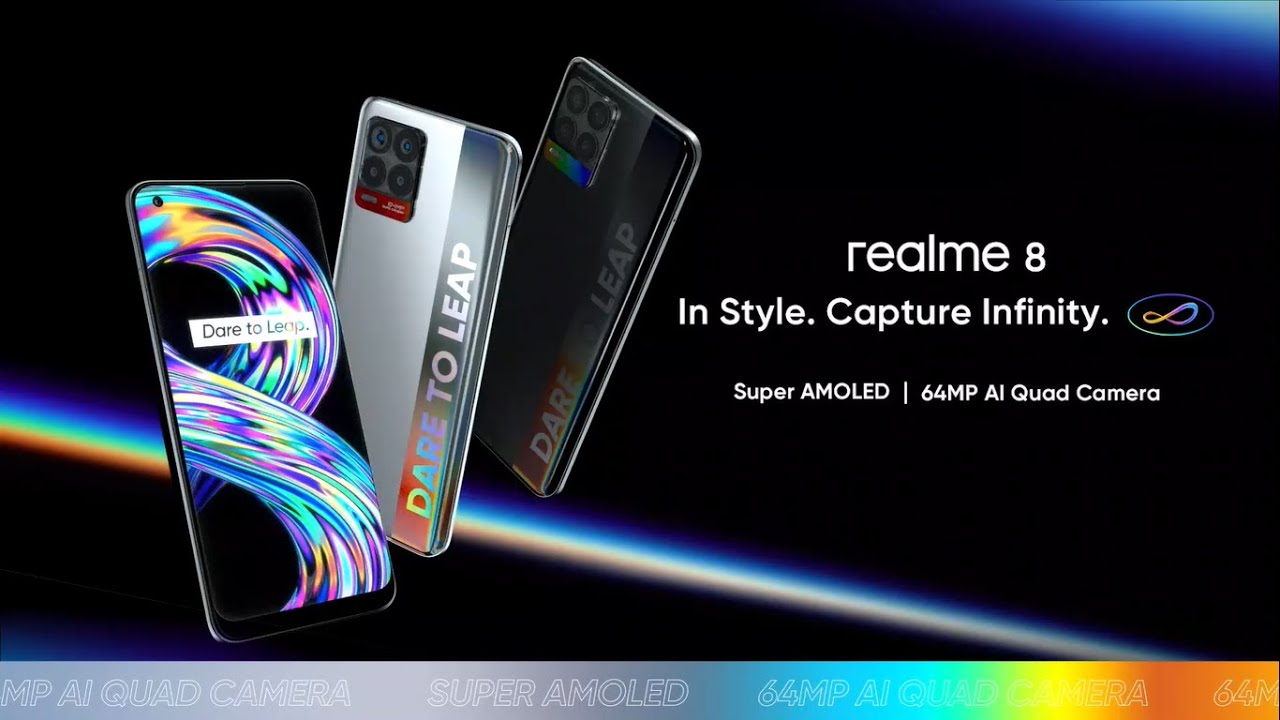 Dare to Leap.
DARE TO LEAP
DARE TO LEAP
realme 8
In Style. Capture Infinity.
Super AMOLED | 64MP AI Quad Camera
MP AI QUAD CAMERA SUPER AMOLED 64MP AI QUAD CAMERA 64M